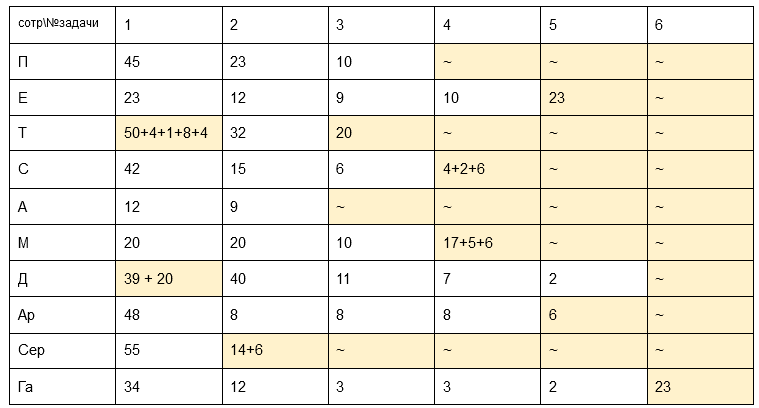 сотр\№задачи 1 2 3 4 5 6
П 45 23 10 ~ ~ ~
Е 23 12 9 10 23 ~
Т 50+4+1+8+4 32 20 ~ ~ ~
С 42 15 6 4+2+6 ~ ~
А 12 9 ~ ~ ~ ~
М 20 20 10 17+5+6 ~ ~
Д 39 + 20 40 11 7 2 ~
Ар 48 8 8 8 6 ~
Сер 55 14+6 ~ ~ ~ ~
Га 34 12 3 3 2 23